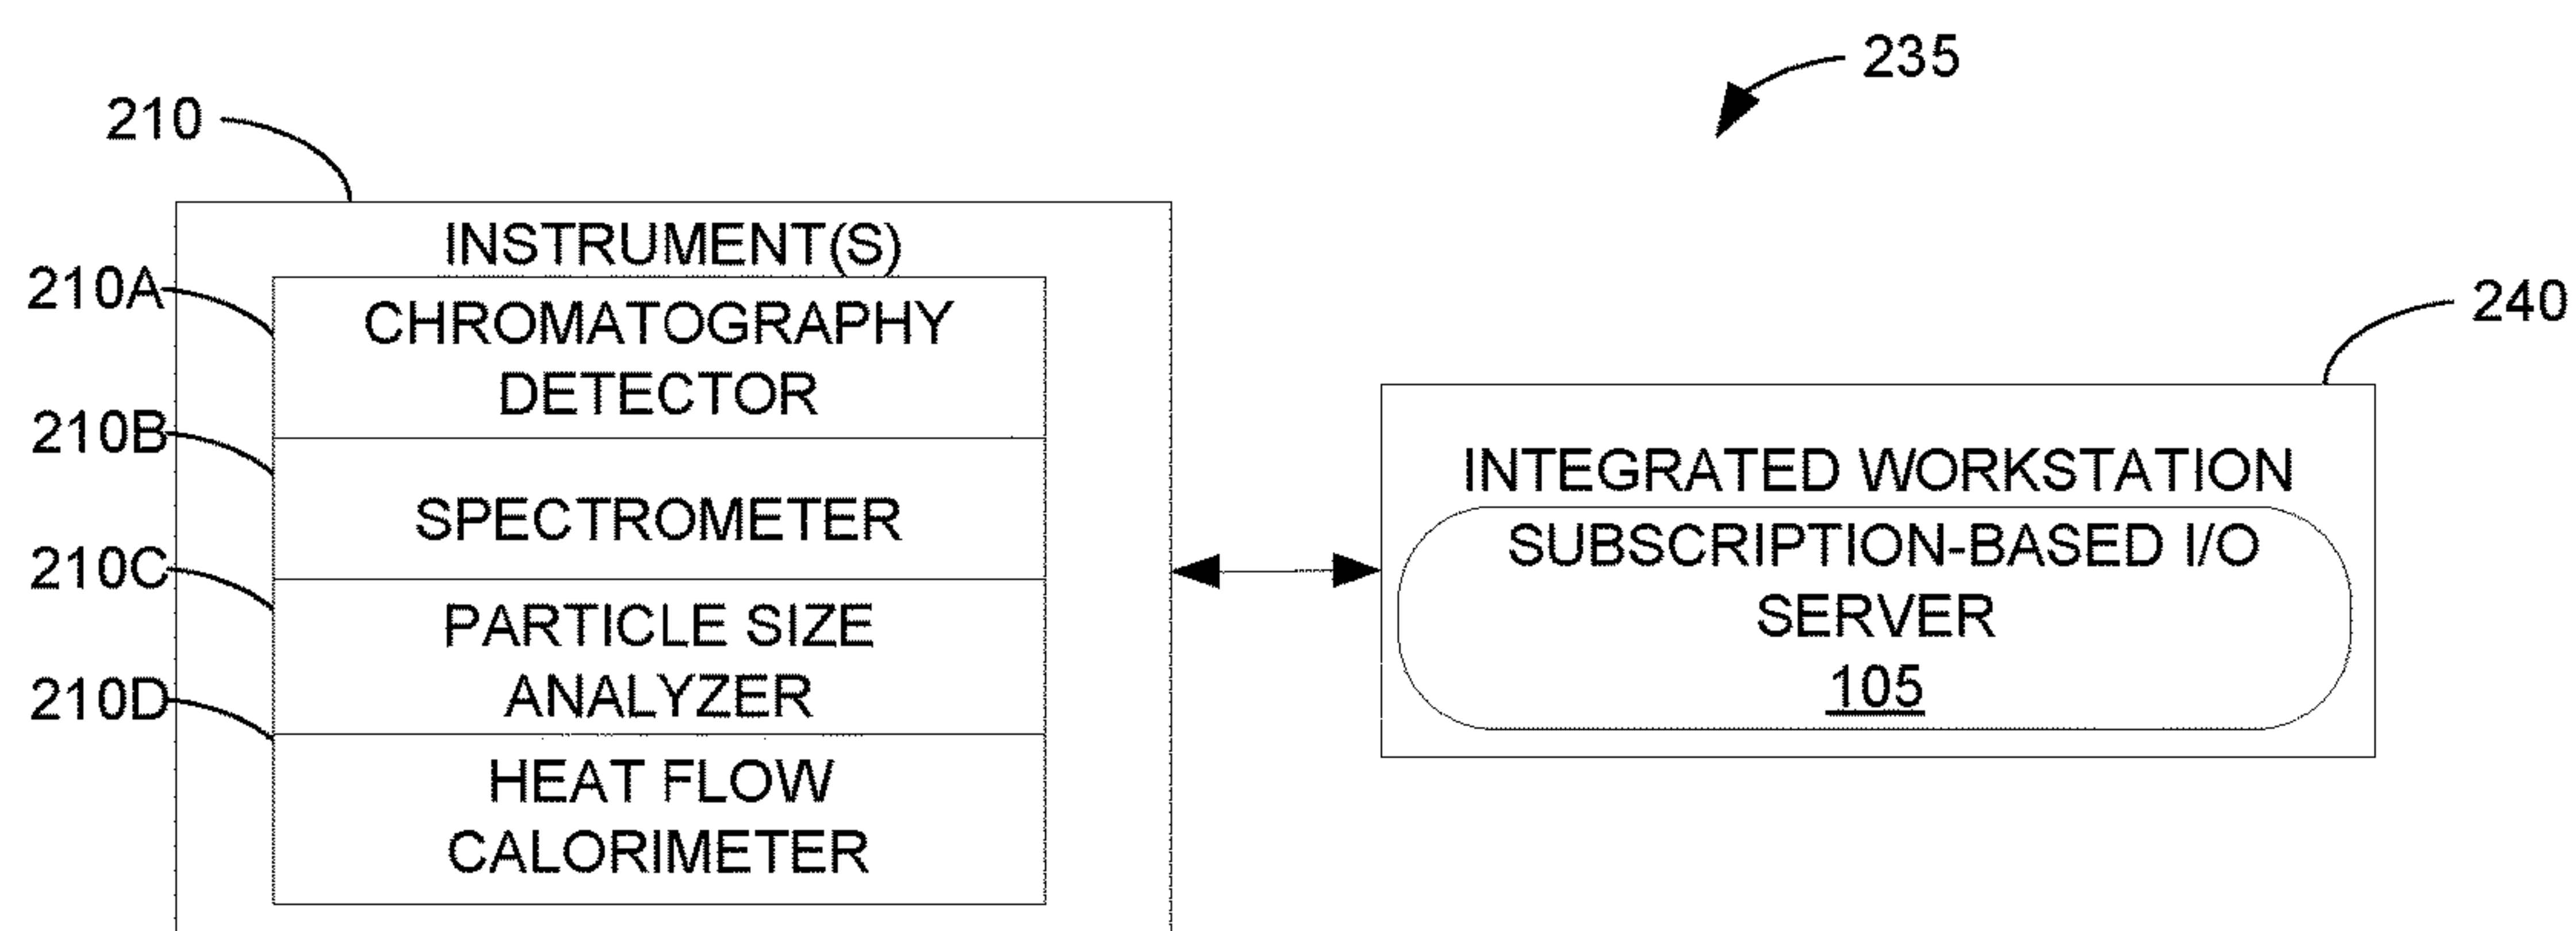 235
210
INSTRUMENT(S)
210A
CHROMATOGRAPHY
DETECTOR
240
210B
SPECTROMETER
INTEGRATED WORKSTATION
SUBSCRIPTION-BASED I/O
SERVER
105
210C
PARTICLE SIZE
ANALYZER
210D
HEAT FLOW
CALORIMETER